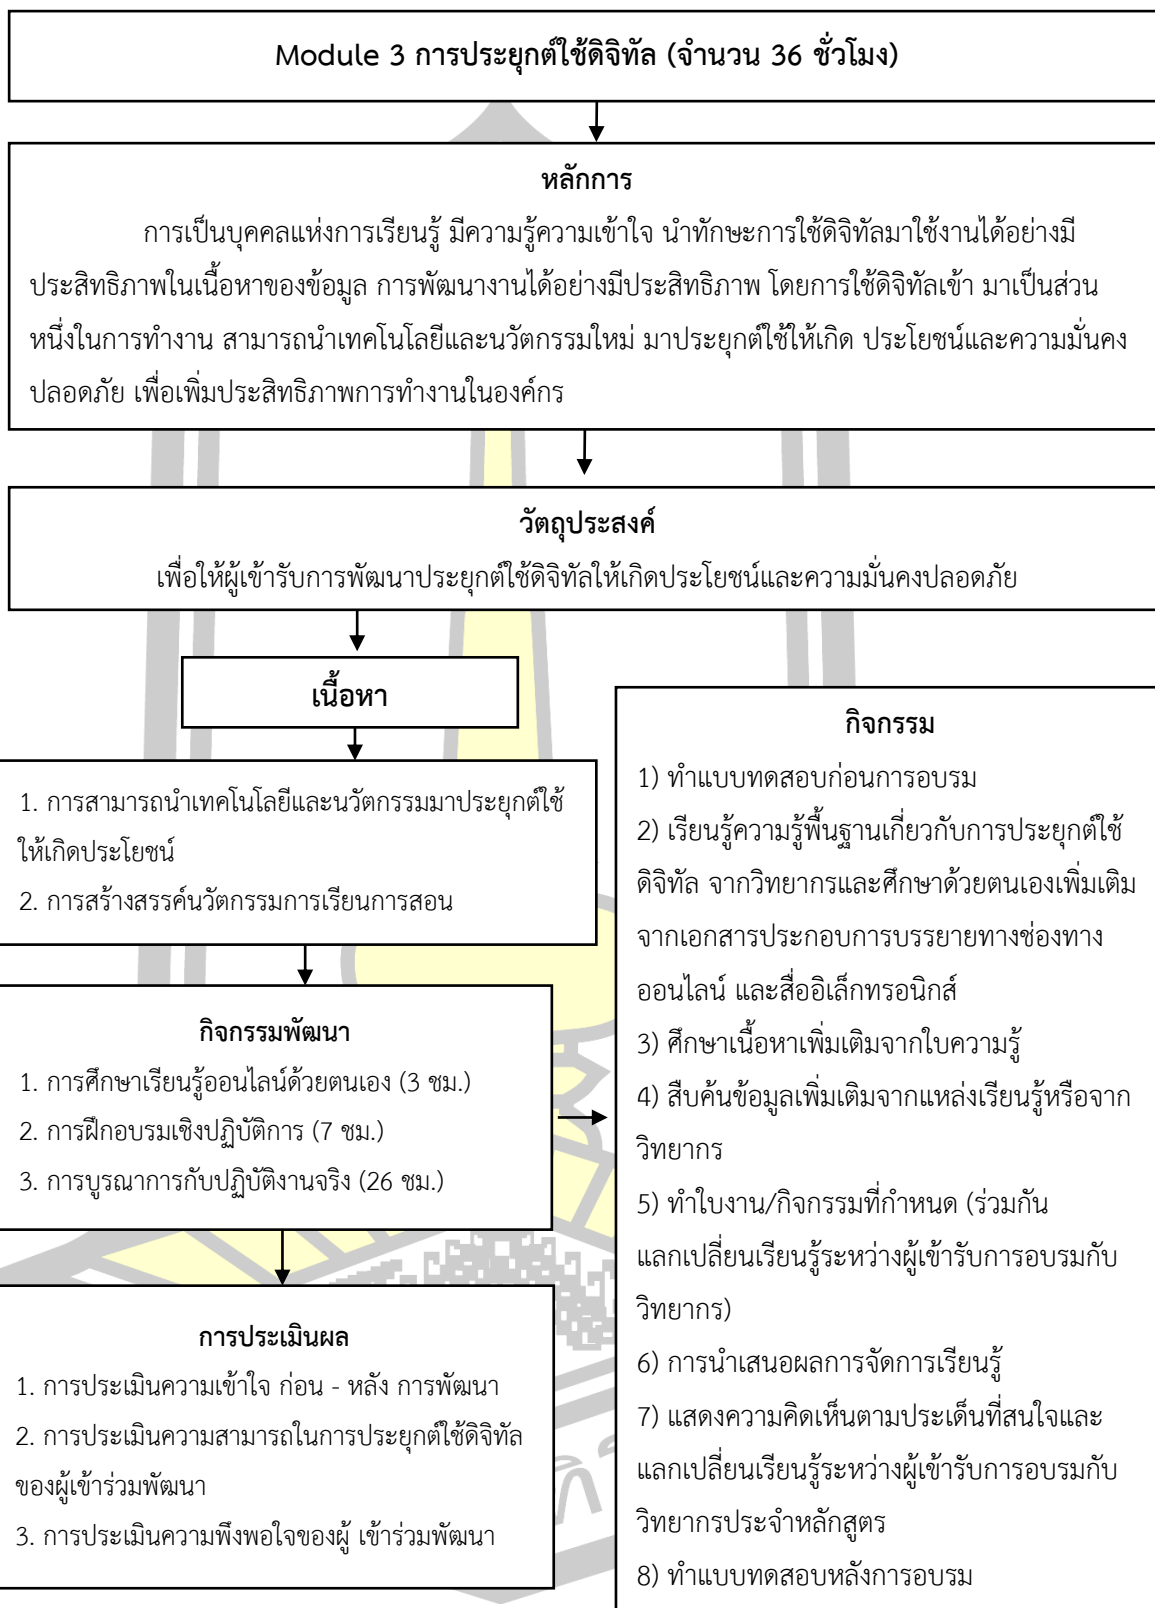 Module 3 การประยุกต์ใช้ดิจิทัล (จำนวน 36 ชั่วโมง)
หลักการ
การเป็นบุคคลแห่งการเรียนรู้ มีความรู้ความเข้าใจ นำทักษะการใช้ดิจิทัลมาใช้งานได้อย่างมี
ประสิทธิภาพในเนื้อหาของข้อมูล การพัฒนางานได้อย่างมีประสิทธิภาพ โดยการใช้ดิจิทัลเข้า มาเป็นส่วน
หนึ่งในการทำงาน สามารถนำเทคโนโลยีและนวัตกรรมใหม่ มาประยุกต์ใช้ให้เกิด ประโยชน์และความมั่นคง
ปลอดภัย เพื่อเพิ่มประสิทธิภาพการทำงานในองค์กร
วัตถุประสงค์
เพื่อให้ผู้เข้ารับการพัฒนาประยุกต์ใช้ดิจิทัลให้เกิดประโยชน์และความมั่นคงปลอดภัย
เนื้อหา
1. การสามารถนำเทคโนโลยีและนวัตกรรมมาประยุกต์ใช้
ให้เกิดประโยชน์
2. การสร้างสรรค์นวัตกรรมการเรียนการสอน
กิจกรรมพัฒนา
1. การศึกษาเรียนรู้ออนไลน์ด้วยตนเอง (3 ชม.)
2. การฝึกอบรมเชิงปฏิบัติการ (7 ชม.)
3. การบูรณาการกับปฏิบัติงานจริง (26 ชม.)
การประเมินผล
1. การประเมินความเข้าใจ ก่อน - หลัง การพัฒนา
2. การประเมินความสามารถในการประยุกต์ใช้ดิจิทัล
ของผู้เข้าร่วมพัฒนา
3. การประเมินความพึงพอใจของผู้ เข้าร่วมพัฒนา
กิจกรรม
1) ทำแบบทดสอบก่อนการอบรม
2) เรียนรู้ความรู้พื้นฐานเกี่ยวกับการประยุกต์ใช้
ดิจิทัล จากวิทยากรและศึกษาด้วยตนเองเพิ่มเติม
จากเอกสารประกอบการบรรยายทางช่องทาง
ออนไลน์ และสื่ออิเล็กทรอนิกส์
3) ศึกษาเนื้อหาเพิ่มเติมจากใบความรู้
4) สืบค้นข้อมูลเพิ่มเติมจากแหล่งเรียนรู้หรือจาก
วิทยากร
5) ทำใบงาน/กิจกรรมที่กำหนด (ร่วมกัน
แลกเปลี่ยนเรียนรู้ระหว่างผู้เข้ารับการอบรมกับ
วิทยากร)
6) การนำเสนอผลการจัดการเรียนรู้
7) แสดงความคิดเห็นตามประเด็นที่สนใจและ
แลกเปลี่ยนเรียนรู้ระหว่างผู้เข้ารับการอบรมกับ
วิทยากรประจำหลักสูตร
8) ทำแบบทดสอบหลังการอบรม